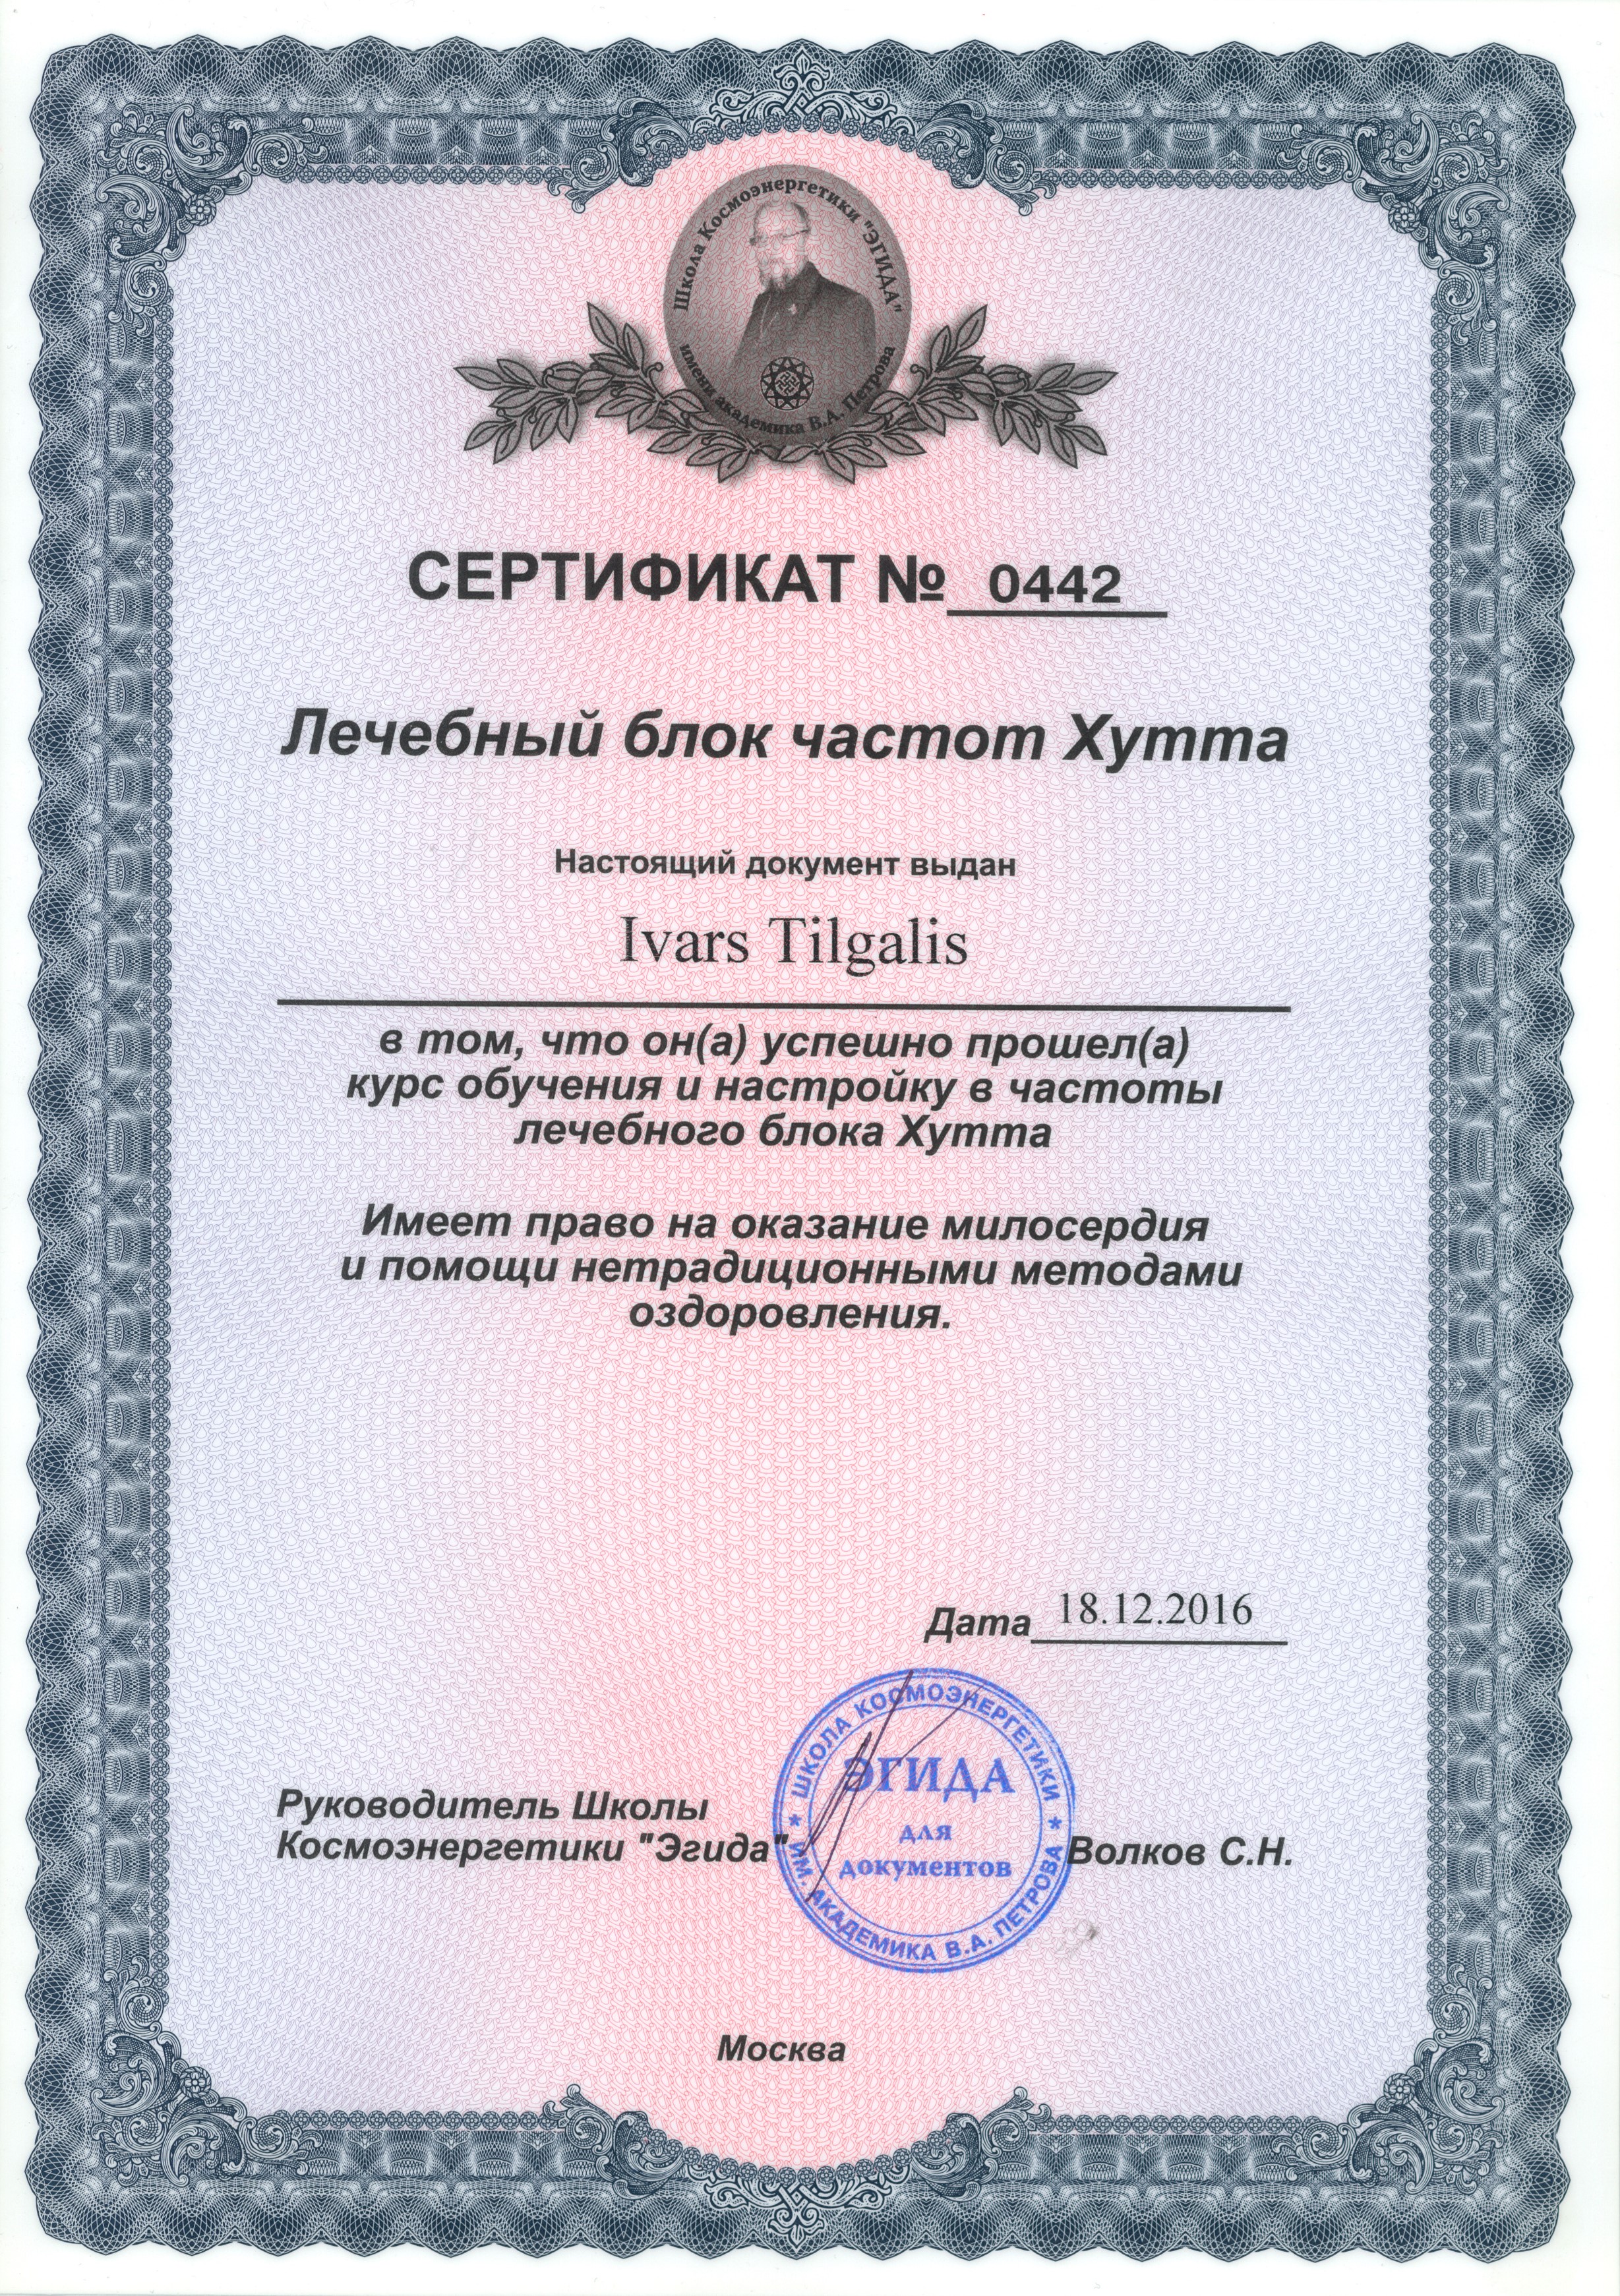 Школа Космоэнергетики "ЭГИДА"
имени академика В.А. Петрова
СЕРТИФИКАТ № 0442
Лечебный блок частот Хутта
Настоящий документ выдан
Ivars Tilgalis
в том, что он(а) успешно прошел(а)
курс обучения и настройку в частоты
лечебного блока Хутта
Имеет право на оказание милосердия
и помощи нетрадиционными методами
оздоровления.
Дата 18.12.2016
Руководитель Школы
Космоэнергетики "Эгида"
ШКОЛА КОСМОЭНЕРГЕТИКИ
ЭГИДА
для
документов
ИМ. АКАДЕМИКА В.А. ПЕТРОВА
Волков С.Н.
Москва